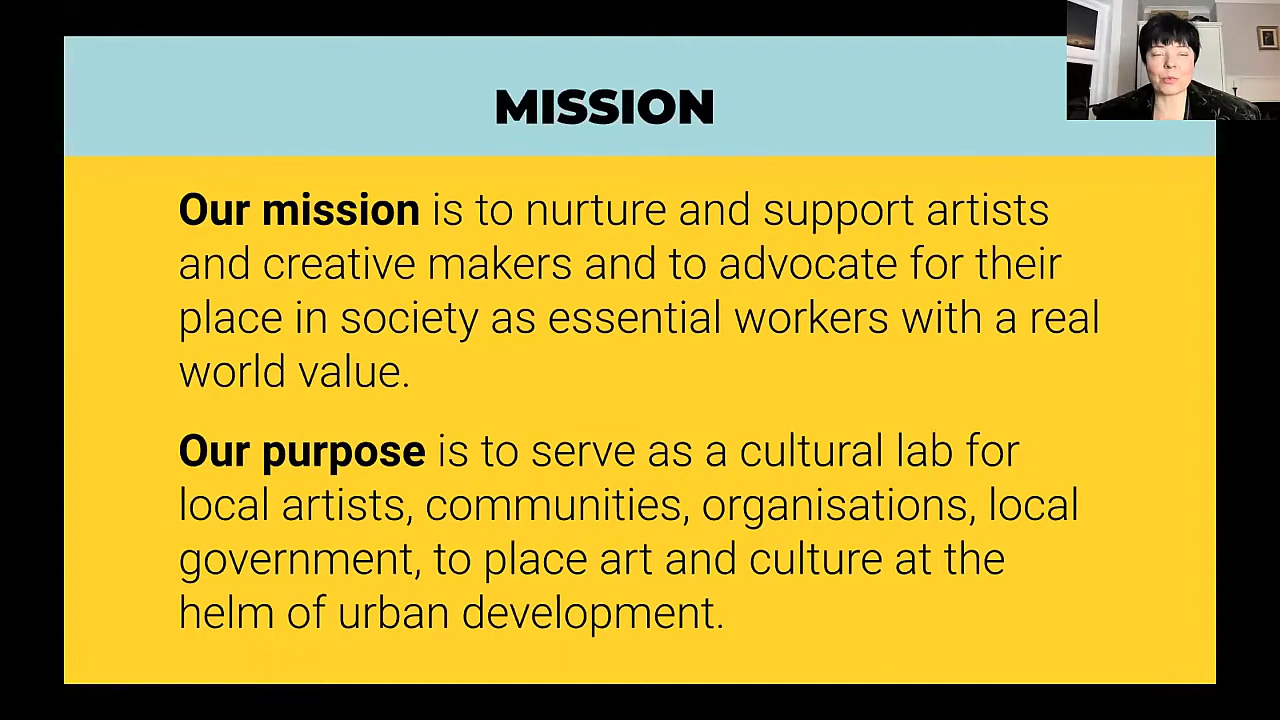 MISSION
Our mission is to nurture and support artists
and creative makers and to advocate for their
place in society as essential workers with a real
world value.
Our purpose is to serve as a cultural lab for
local artists, communities, organisations, local
government, to place art and culture at the
helm of urban development.